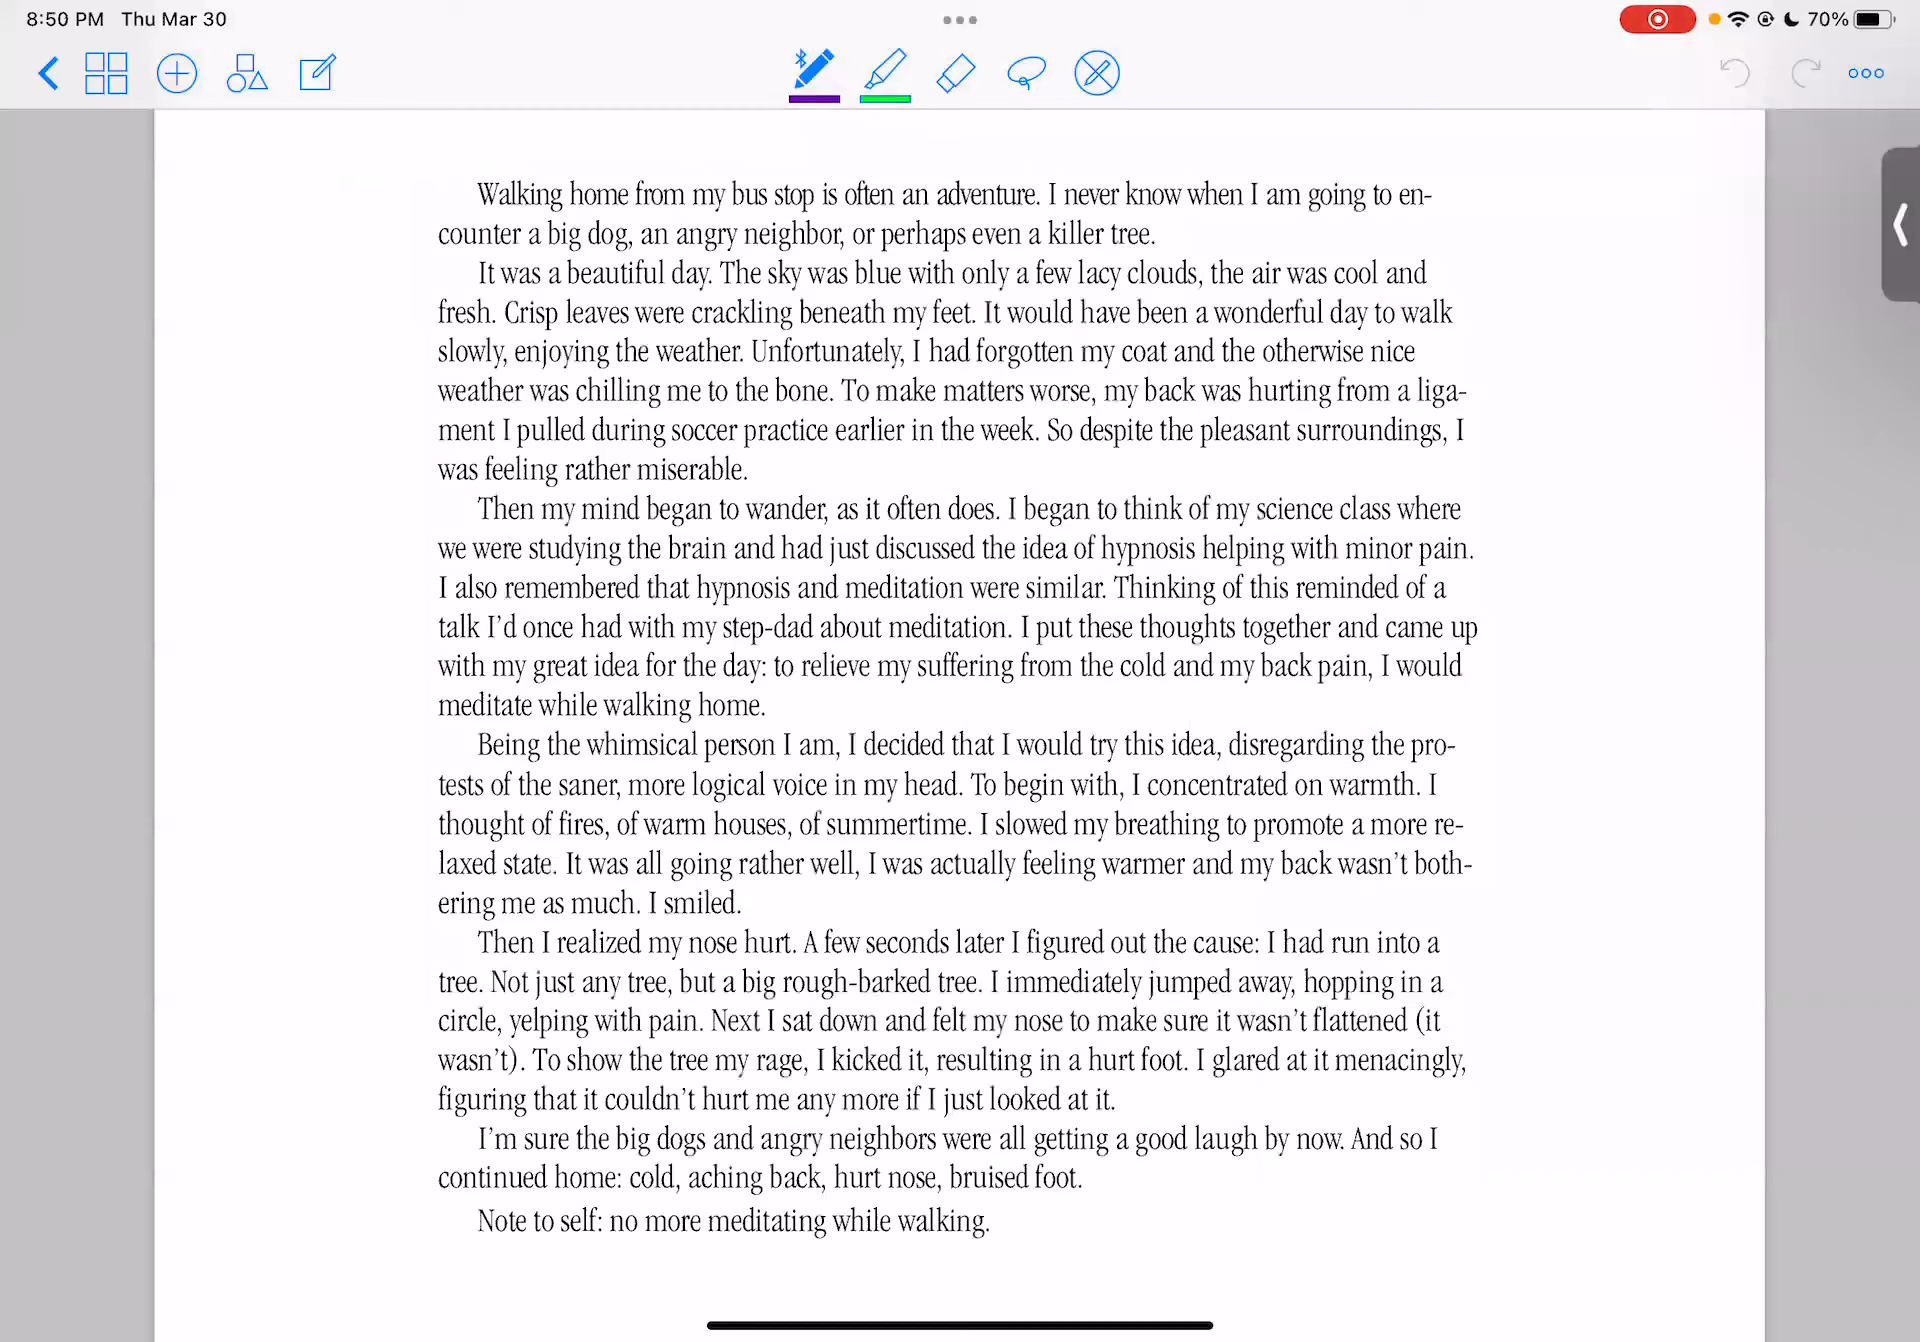 8:50 PM Thu Mar 30
70%
Walking home from my bus stop is often an adventure. I never know when I am going to en-
counter a big dog, an angry neighbor, or perhaps even a killer tree.
It was a beautiful day. The sky was blue with only a few lacy clouds, the air was cool and
fresh. Crisp leaves were crackling beneath my feet. It would have been a wonderful day to walk
slowly, enjoying the weather. Unfortunately, I had forgotten my coat and the otherwise nice
weather was chilling me to the bone. To make matters worse, my back was hurting from a liga-
ment I pulled during soccer practice earlier in the week. So despite the pleasant surroundings, I
was feeling rather miserable.
Then my mind began to wander, as it often does. I began to think of my science class where
we were studying the brain and had just discussed the idea of hypnosis helping with minor pain.
I also remembered that hypnosis and meditation were similar. Thinking of this reminded of a
talk I'd once had with my step-dad about meditation. I put these thoughts together and came up
with my great idea for the day: to relieve my suffering from the cold and my back pain, I would
meditate while walking home.
Being the whimsical person I am, I decided that I would try this idea, disregarding the pro-
tests of the saner, more logical voice in my head. To begin with, I concentrated on warmth. I
thought of fires, of warm houses, of summertime. I slowed my breathing to promote a more re-
laxed state. It was all going rather well, I was actually feeling warmer and my back wasn't both-
ering me as much. I smiled.
Then I realized my nose hurt. A few seconds later I figured out the cause: I had run into a
tree. Not just any tree, but a big rough-barked tree. I immediately jumped away, hopping in a
circle, yelping with pain. Next I sat down and felt my nose to make sure it wasn't flattened (it
wasn't). To show the tree my rage, I kicked it, resulting in a hurt foot. I glared at it menacingly,
figuring that it couldn't hurt me any more if I just looked at it.
I'm sure the big dogs and angry neighbors were all getting a good laugh by now. And so I
continued home: cold, aching back, hurt nose, bruised foot.
Note to self: no more meditating while walking.